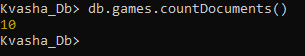 Kvasha_Db> db.games.countDocuments()
10
Kvasha_Db>